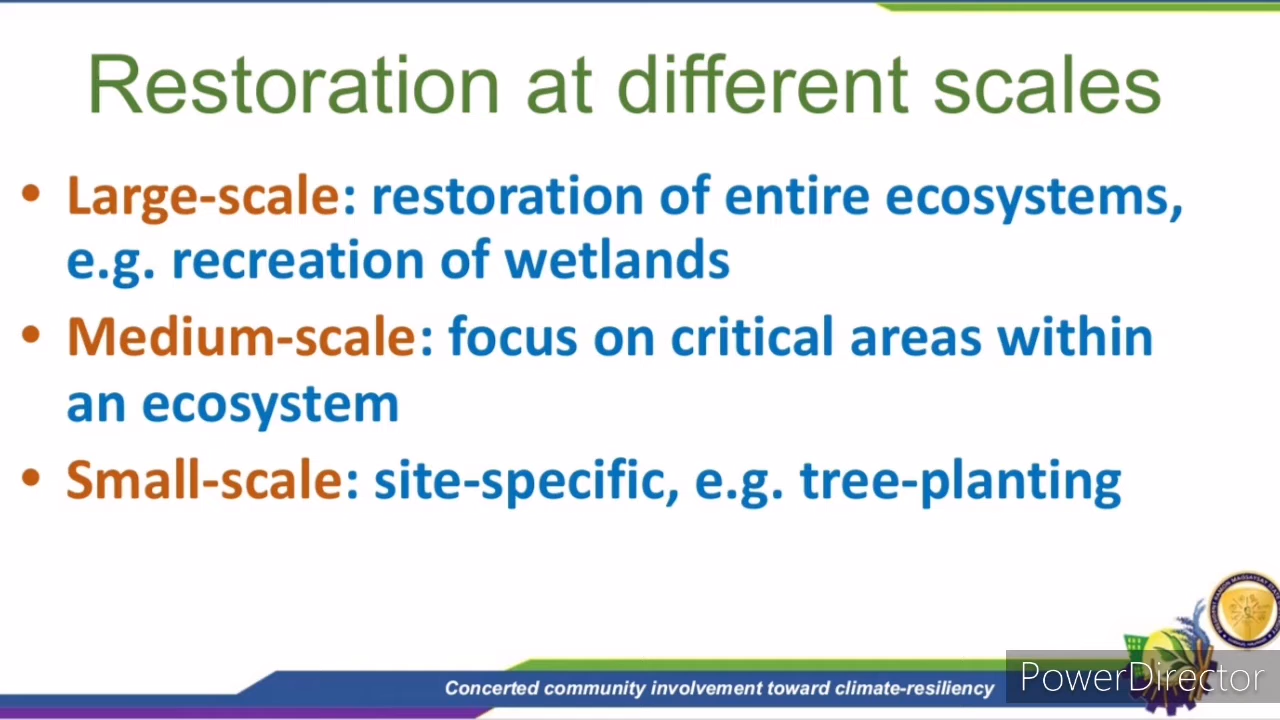 Restoration at different scales
• Large-scale: restoration of entire ecosystems,
e.g. recreation of wetlands
• Medium-scale: focus on critical areas within
an ecosystem
• Small-scale: site-specific, e.g. tree-planting
Concerted community involvement toward climate-resiliency
PowerDirector